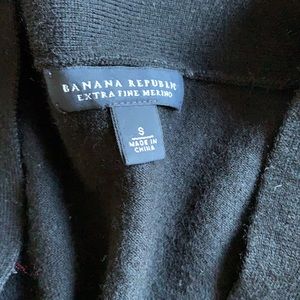 BANANA REPUBLIC
EXTRA FINE MERINO
S
MADE IN
CHINA